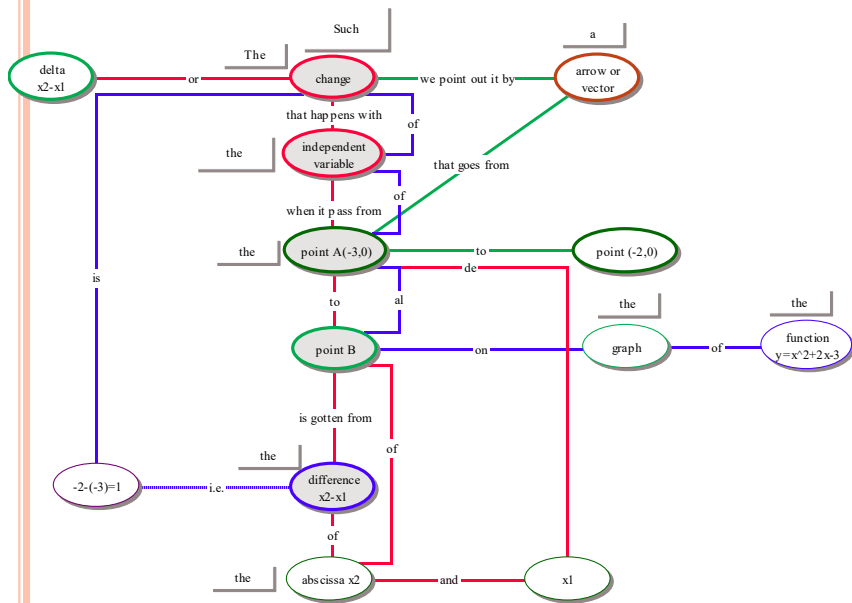 Such
a
The
delta
x2-x1
or
change
we point out it by
arrow or
vector
that happens with
of
the
independent
variable
that goes from
of
when it pass from
the
point A(-3,0)
to
point (-2,0)
de
is
to
al
the
the
point B
on
graph
of
function
y=x^2+2x-3
is gotten from
of
the
-2-(-3)=1
i.e.
difference
x2-x1
of
the
abscissa x2
and
x1